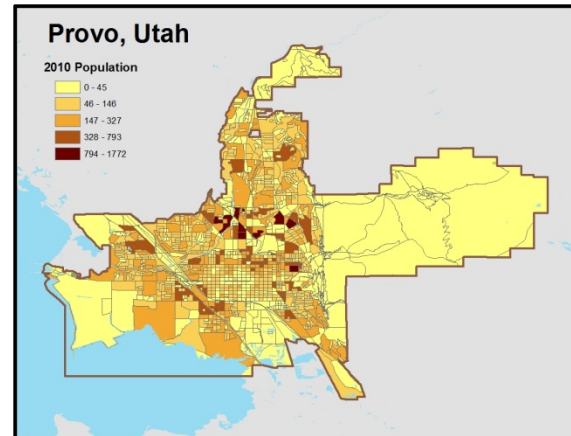 Provo, Utah
2010 Population
0 - 45
46 - 146
147 - 327
328 - 793
794 - 1772